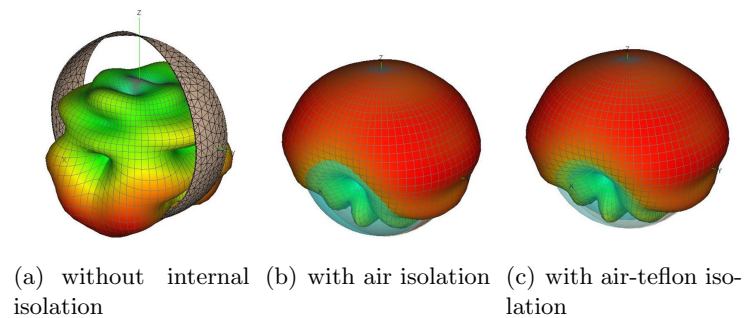 Z
Z
Z
X
Y
X
Y
(a) without internal isolation
(b) with air isolation
(c) with air-teflon iso-
lation